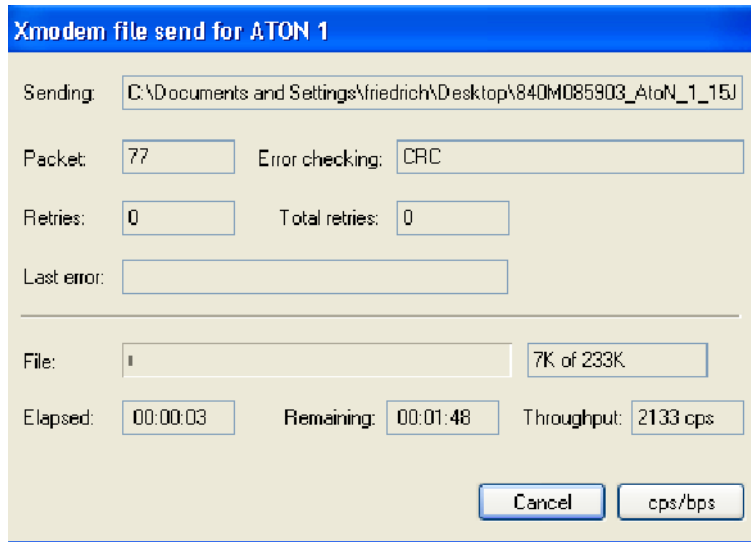 Xmodem file send for ATON 1
Sending: C:\Documents and Settings\friedrich\Desktop\840M085903_AtoN_1_15J
Packet: 77 Error checking: CRC
Retries: 0 Total retries: 0
Last error:
File: 7K of 233K
Elapsed: 00:00:03 Remaining: 00:01:48 Throughput: 2133 cps
Cancel cps/bps